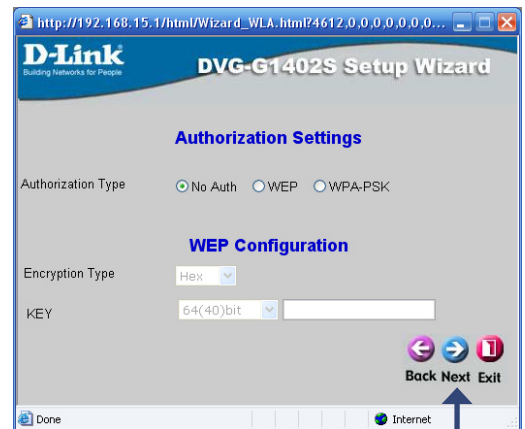 http://192.168.15.1/html/Wizard_WLA.html?4612,0,0,0,0,0,0,0...
D-Link
Building Networks for People
DVG-G1402S Setup Wizard
Authorization Settings
Authorization Type No Auth WEP WPA-PSK
WEP Configuration
Encryption Type Hex
KEY 64(40)bit
Back Next Exit
Done Internet